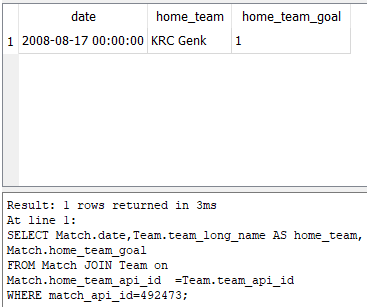 date home_team home_team_goal
1 2008-08-17 00:00:00 KRC Genk 1
Result: 1 rows returned in 3ms
At line 1:
SELECT Match.date,Team.team_long_name AS home_team,
Match.home_team_goal
FROM Match JOIN Team on
Match.home_team_api_id  =Team.team_api_id
WHERE match_api_id=492473;